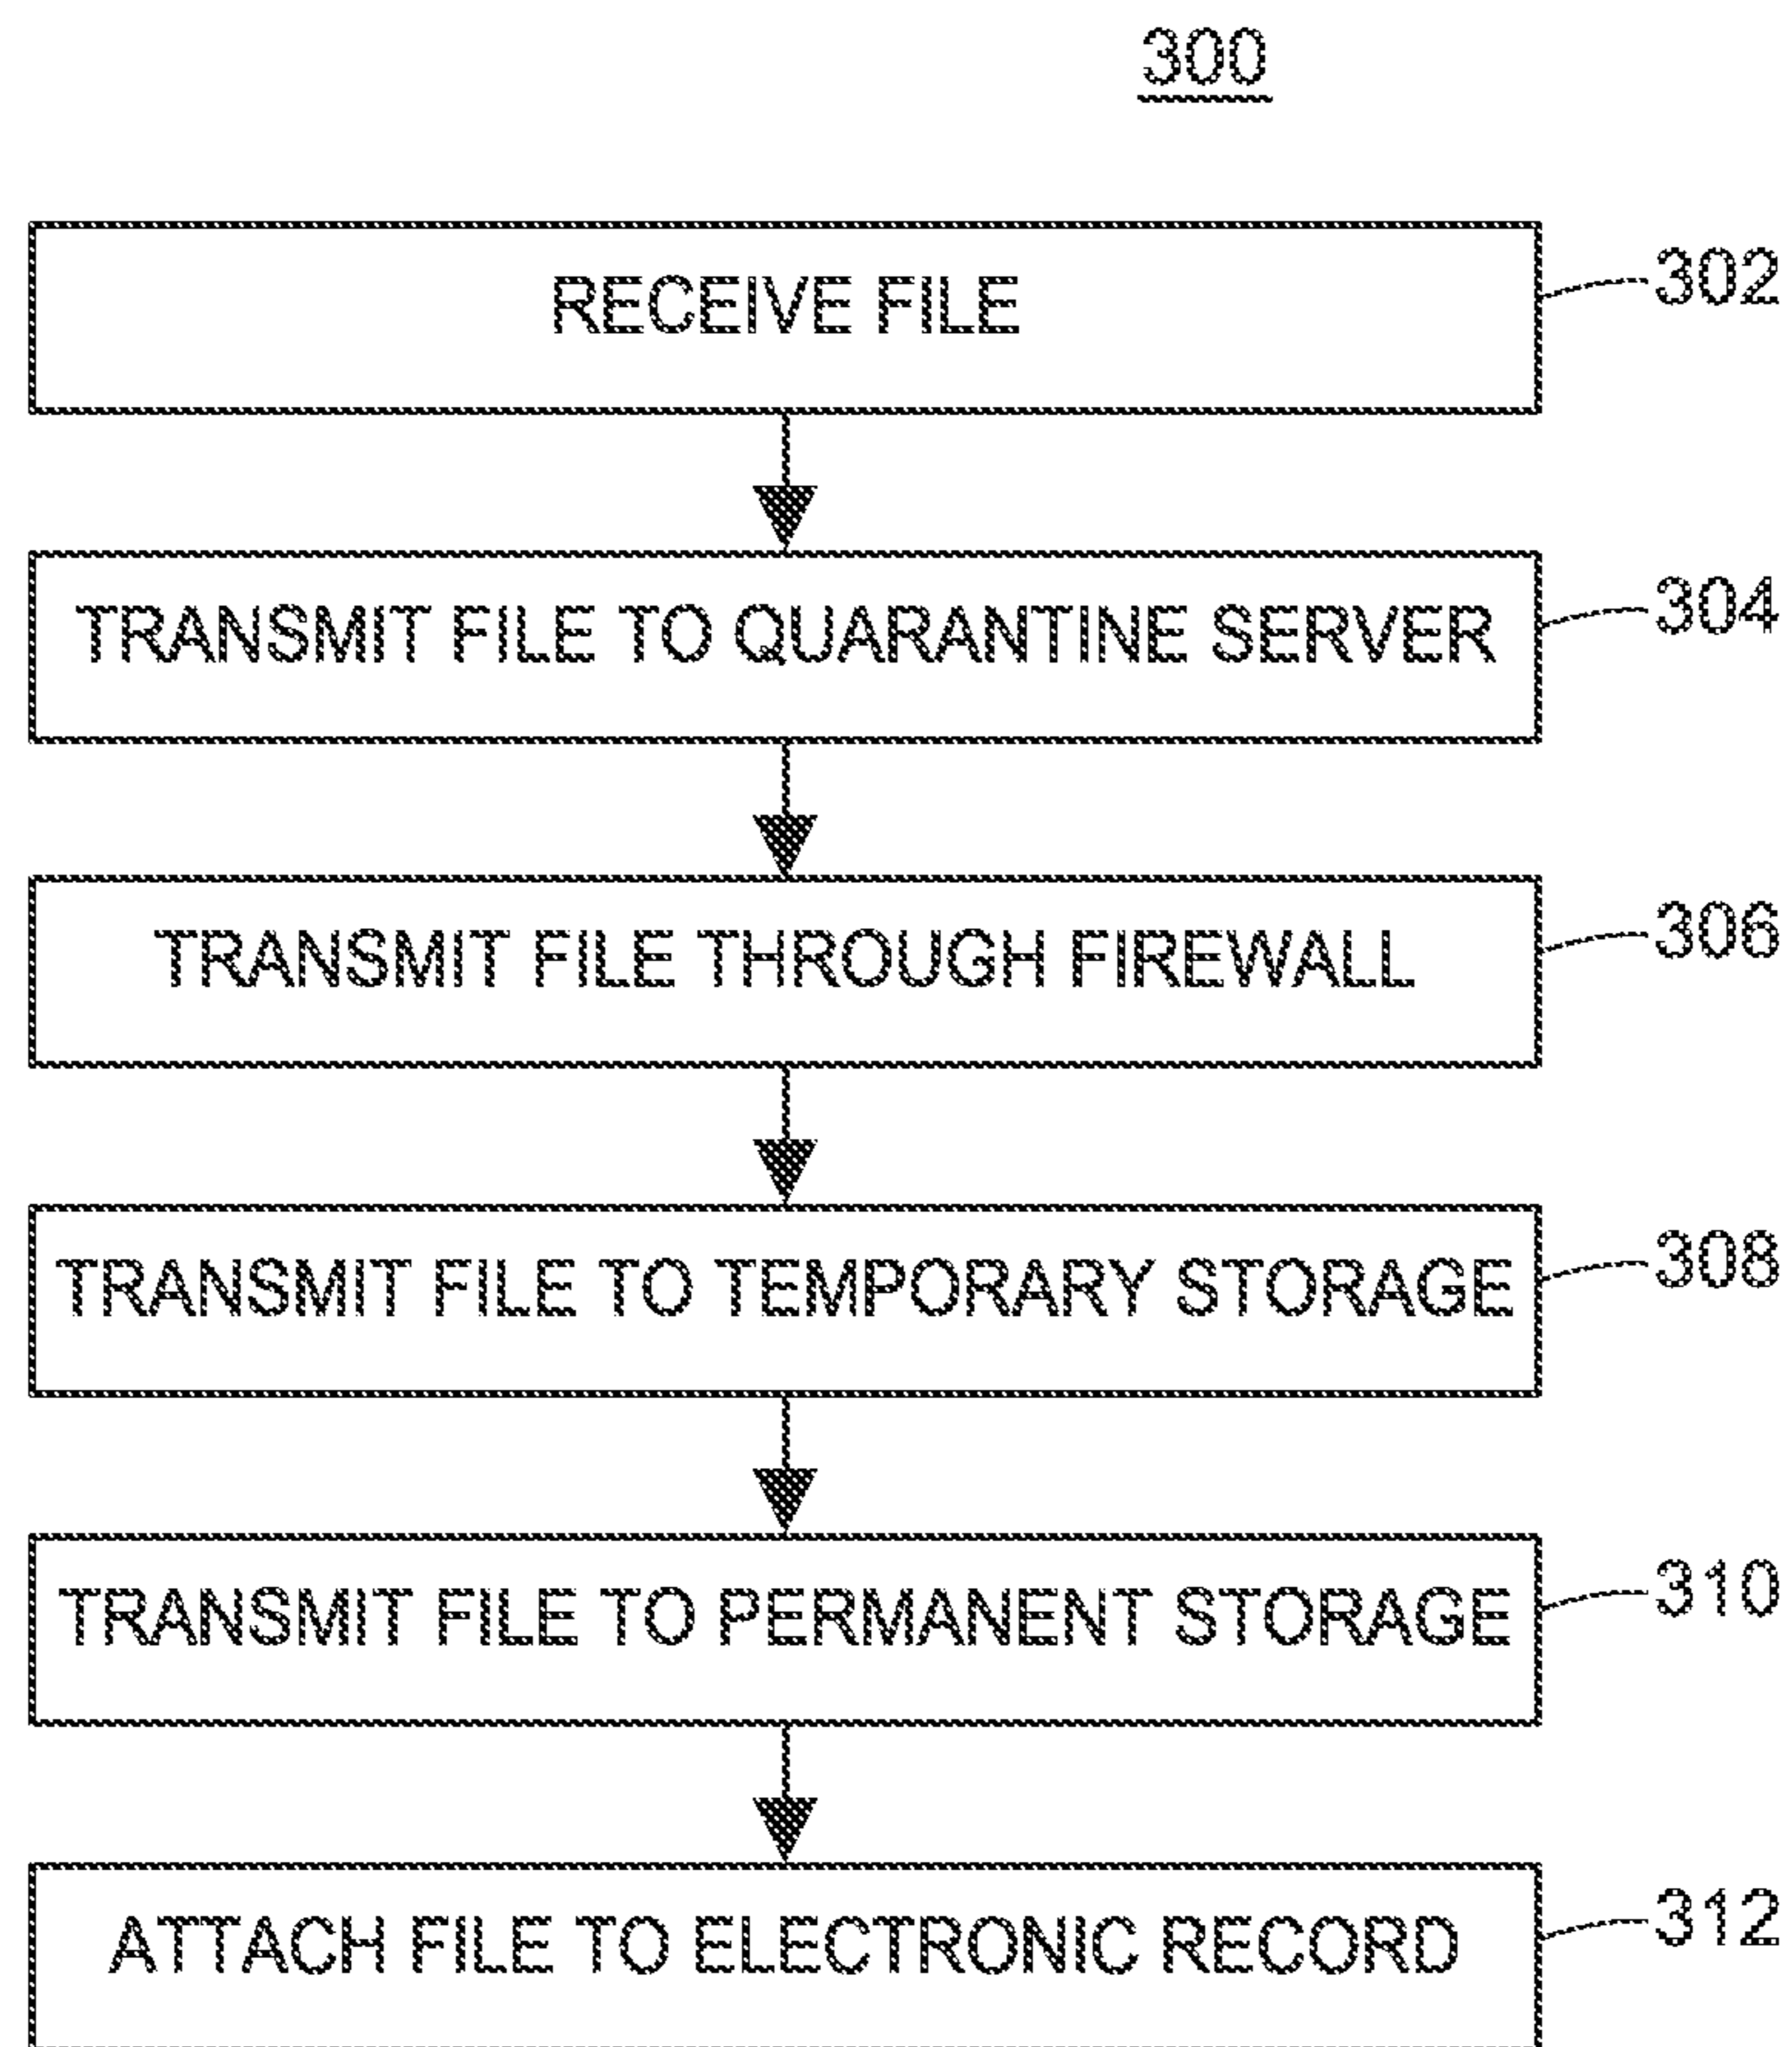 300
RECEIVE FILE
302
TRANSMIT FILE TO QUARANTINE SERVER
304
TRANSMIT FILE THROUGH FIREWALL
306
TRANSMIT FILE TO TEMPORARY STORAGE
308
TRANSMIT FILE TO PERMANENT STORAGE
310
ATTACH FILE TO ELECTRONIC RECORD
312